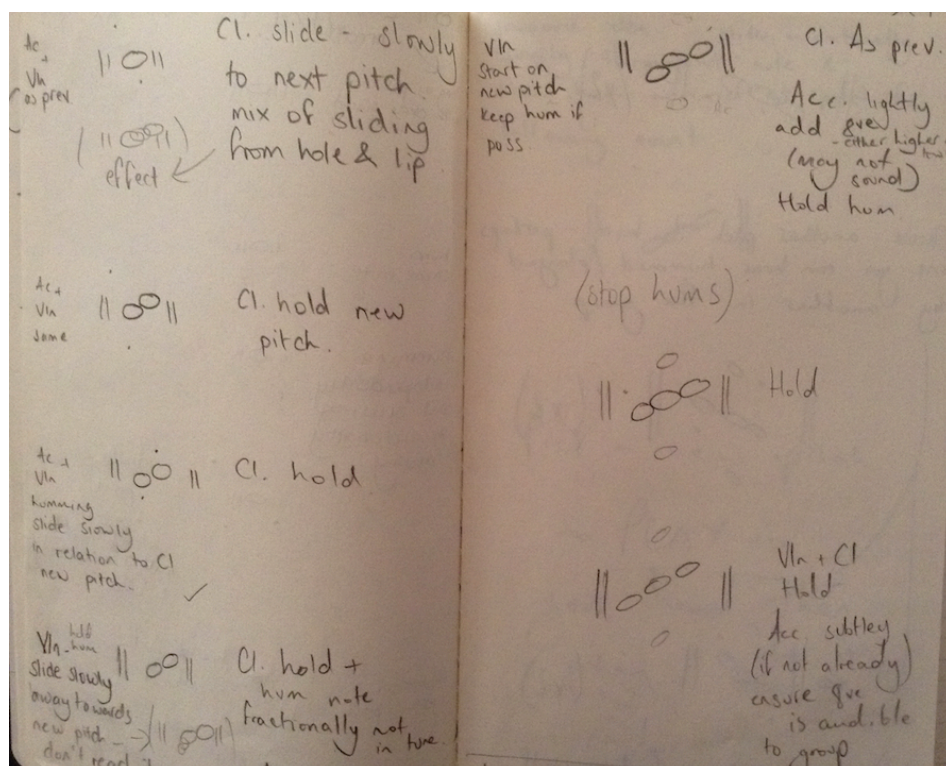 Ac +
Vln
as prev
Cl. slide - slowly
to next pitch.
mix of sliding
from hole & lip
effect
Ac +
Vln
same
Cl. hold new
pitch.
Ac +
Vln
humming
slide slowly
in relation to Cl
new pitch.
Cl. hold
Vln - hold
hum
slide slowly
away towards
new pitch -
don't
Cl. hold +
hum note
fractionally not
in tune.
Vln
start on
new pitch
keep hum if
poss
Cl. As prev.
Acc. lightly
add 8ve
- either higher
(may not
sound)
Hold hum
(stop hums)
Hold
Vln + Cl
Hold
Acc subtley
(if not already)
ensure 8ve
is audible
to group